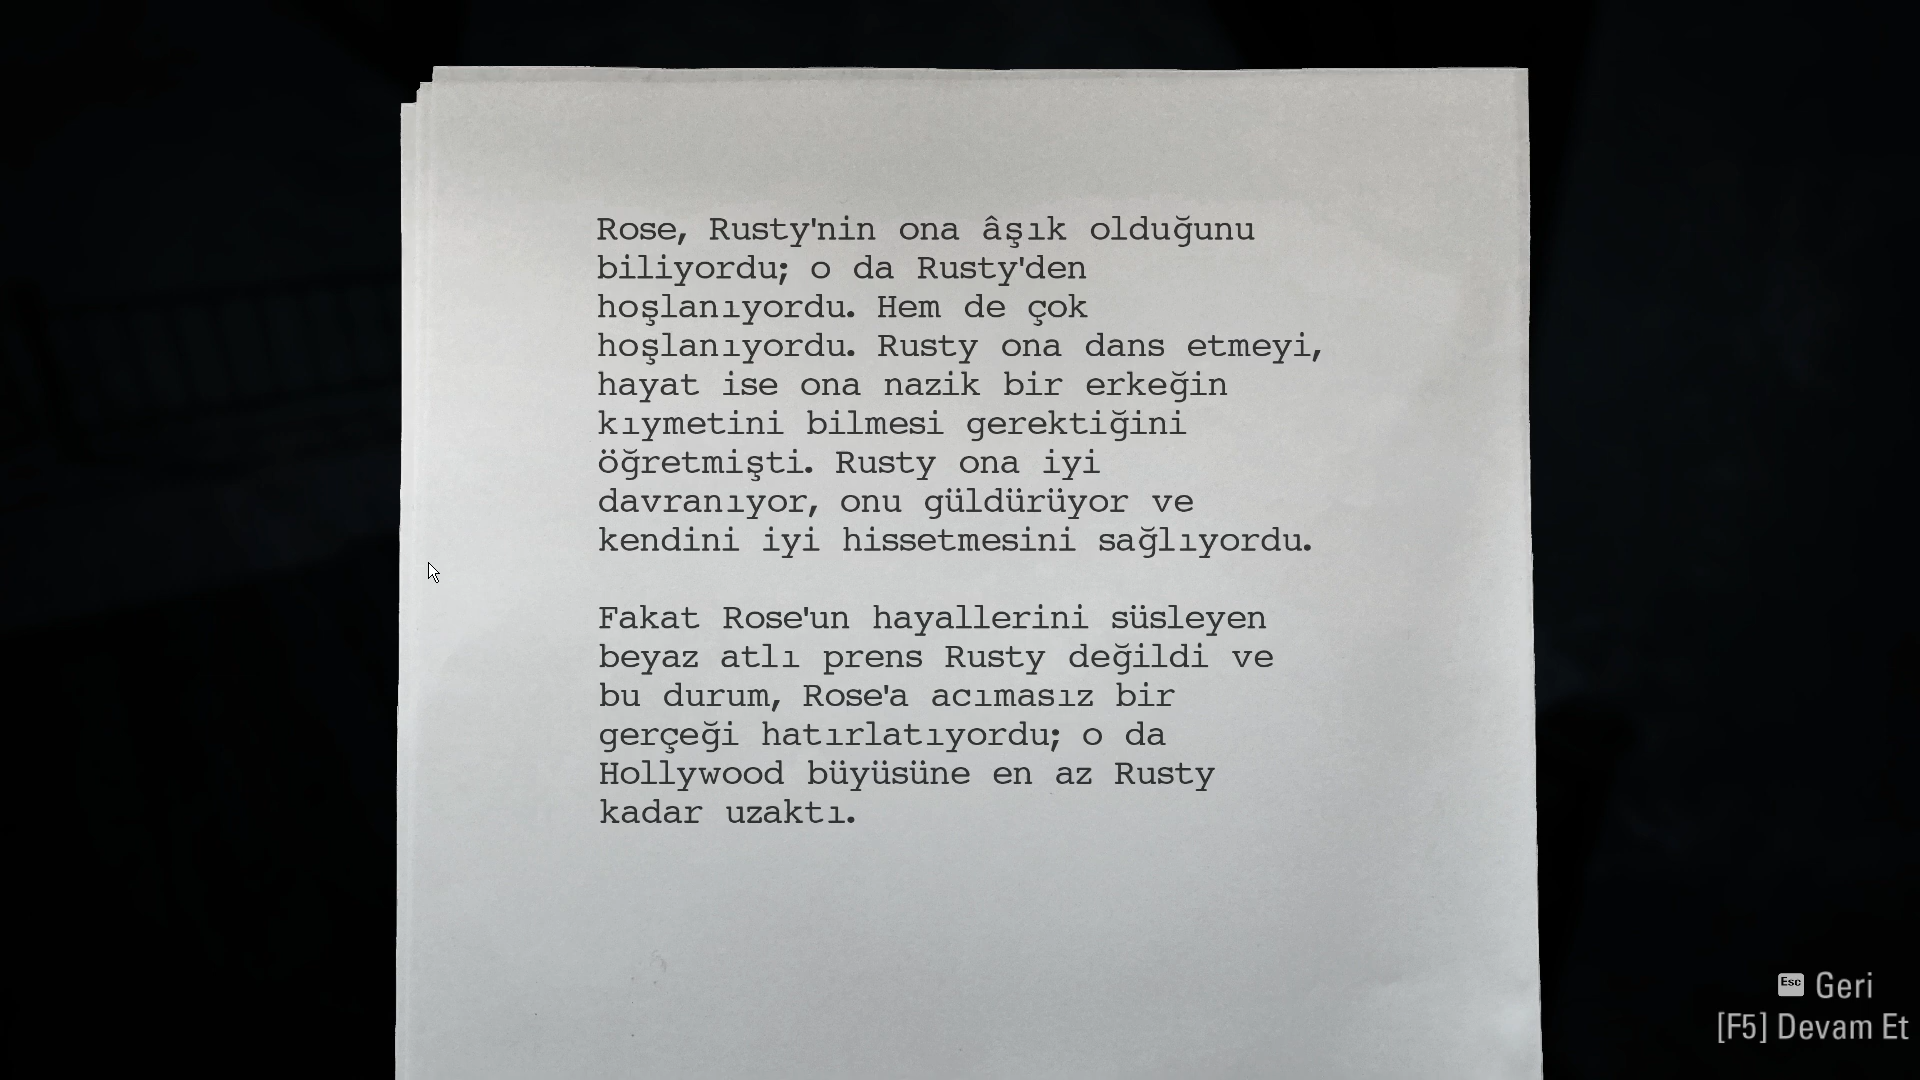 Rose, Rusty'nin ona âşık olduğunu
biliyordu; o da Rusty'den
hoşlanıyordu. Hem de çok
hoşlanıyordu. Rusty ona dans etmeyi,
hayat ise ona nazik bir erkeğin
kıymetini bilmesi gerektiğini
öğretmişti. Rusty ona iyi
davranıyor, onu güldürüyor ve
kendini iyi hissetmesini sağlıyordu.
Fakat Rose'un hayallerini süsleyen
beyaz atlı prens Rusty değildi ve
bu durum, Rose'a acımasız bir
gerçeği hatırlatıyordu; o da
Hollywood büyüsüne en az Rusty
kadar uzaktı.
Esc Geri
[F5] Devam Et